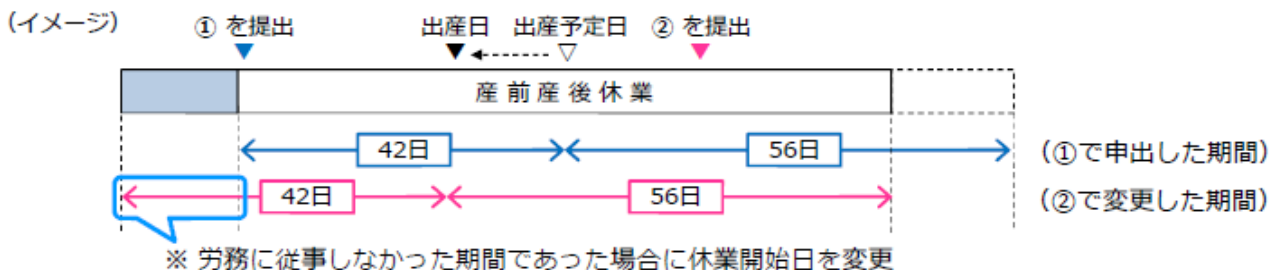 (イメージ)
① を提出 出産日 出産予定日 ② を提出
産前産後休業
42日 56日 (①で申出した期間)
42日 56日 (②で変更した期間)
※ 労務に従事しなかった期間であった場合に休業開始日を変更